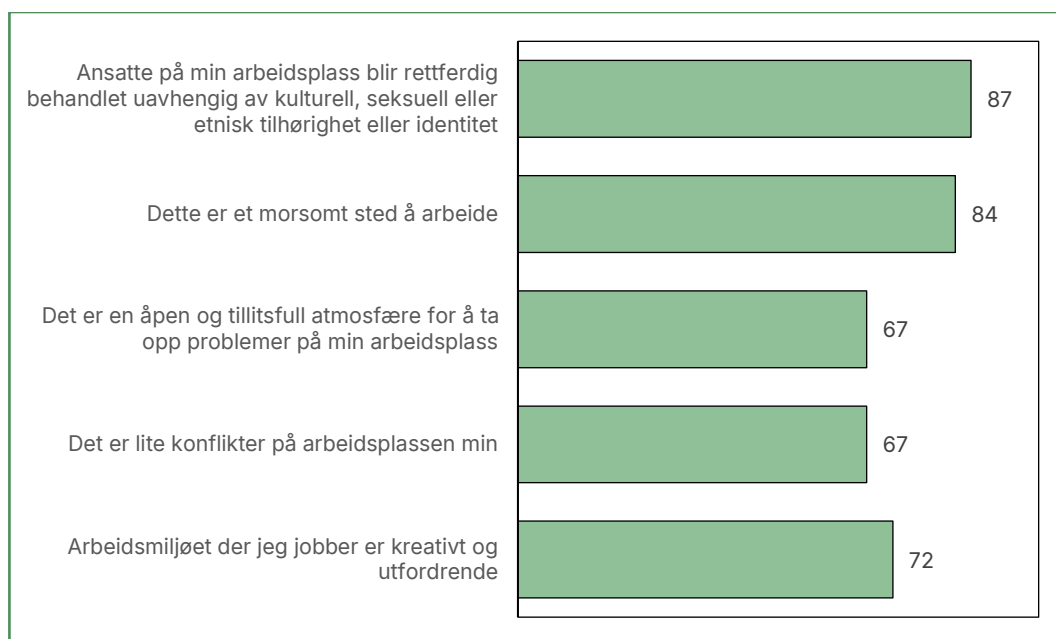 Ansatte på min arbeidsplass blir rettferdig
behandlet uavhengig av kulturell, seksuell eller
etnisk tilhørighet eller identitet
87
Dette er et morsomt sted å arbeide
84
Det er en åpen og tillitsfull atmosfære for å ta
opp problemer på min arbeidsplass
67
Det er lite konflikter på arbeidsplassen min
67
Arbeidsmiljøet der jeg jobber er kreativt og
utfordrende
72